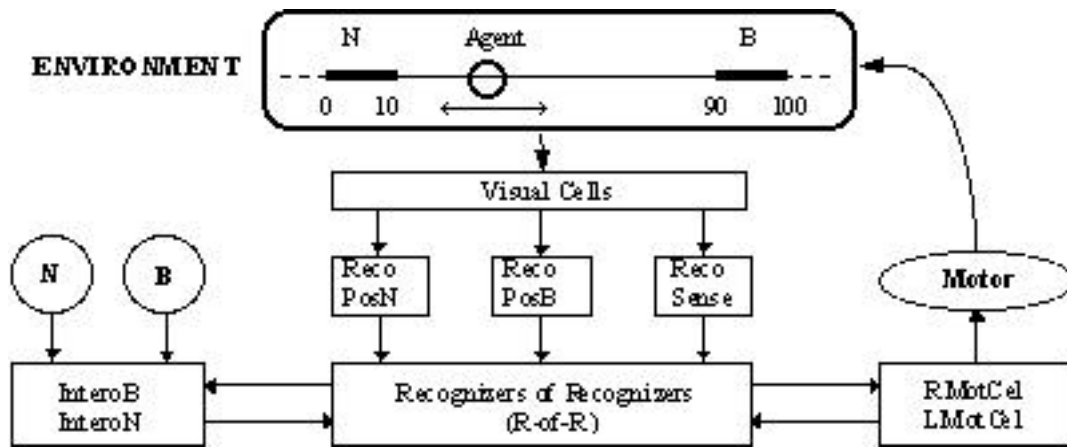 N Agent B
ENVIRONMENT
0 10 90 100
Visual Cells
N B
Reco Reco Reco
PosN PosB Sense
Motor
InteroB Recognizers of Recognizers RMotCel
InteroN (R-of-R) LMotCel